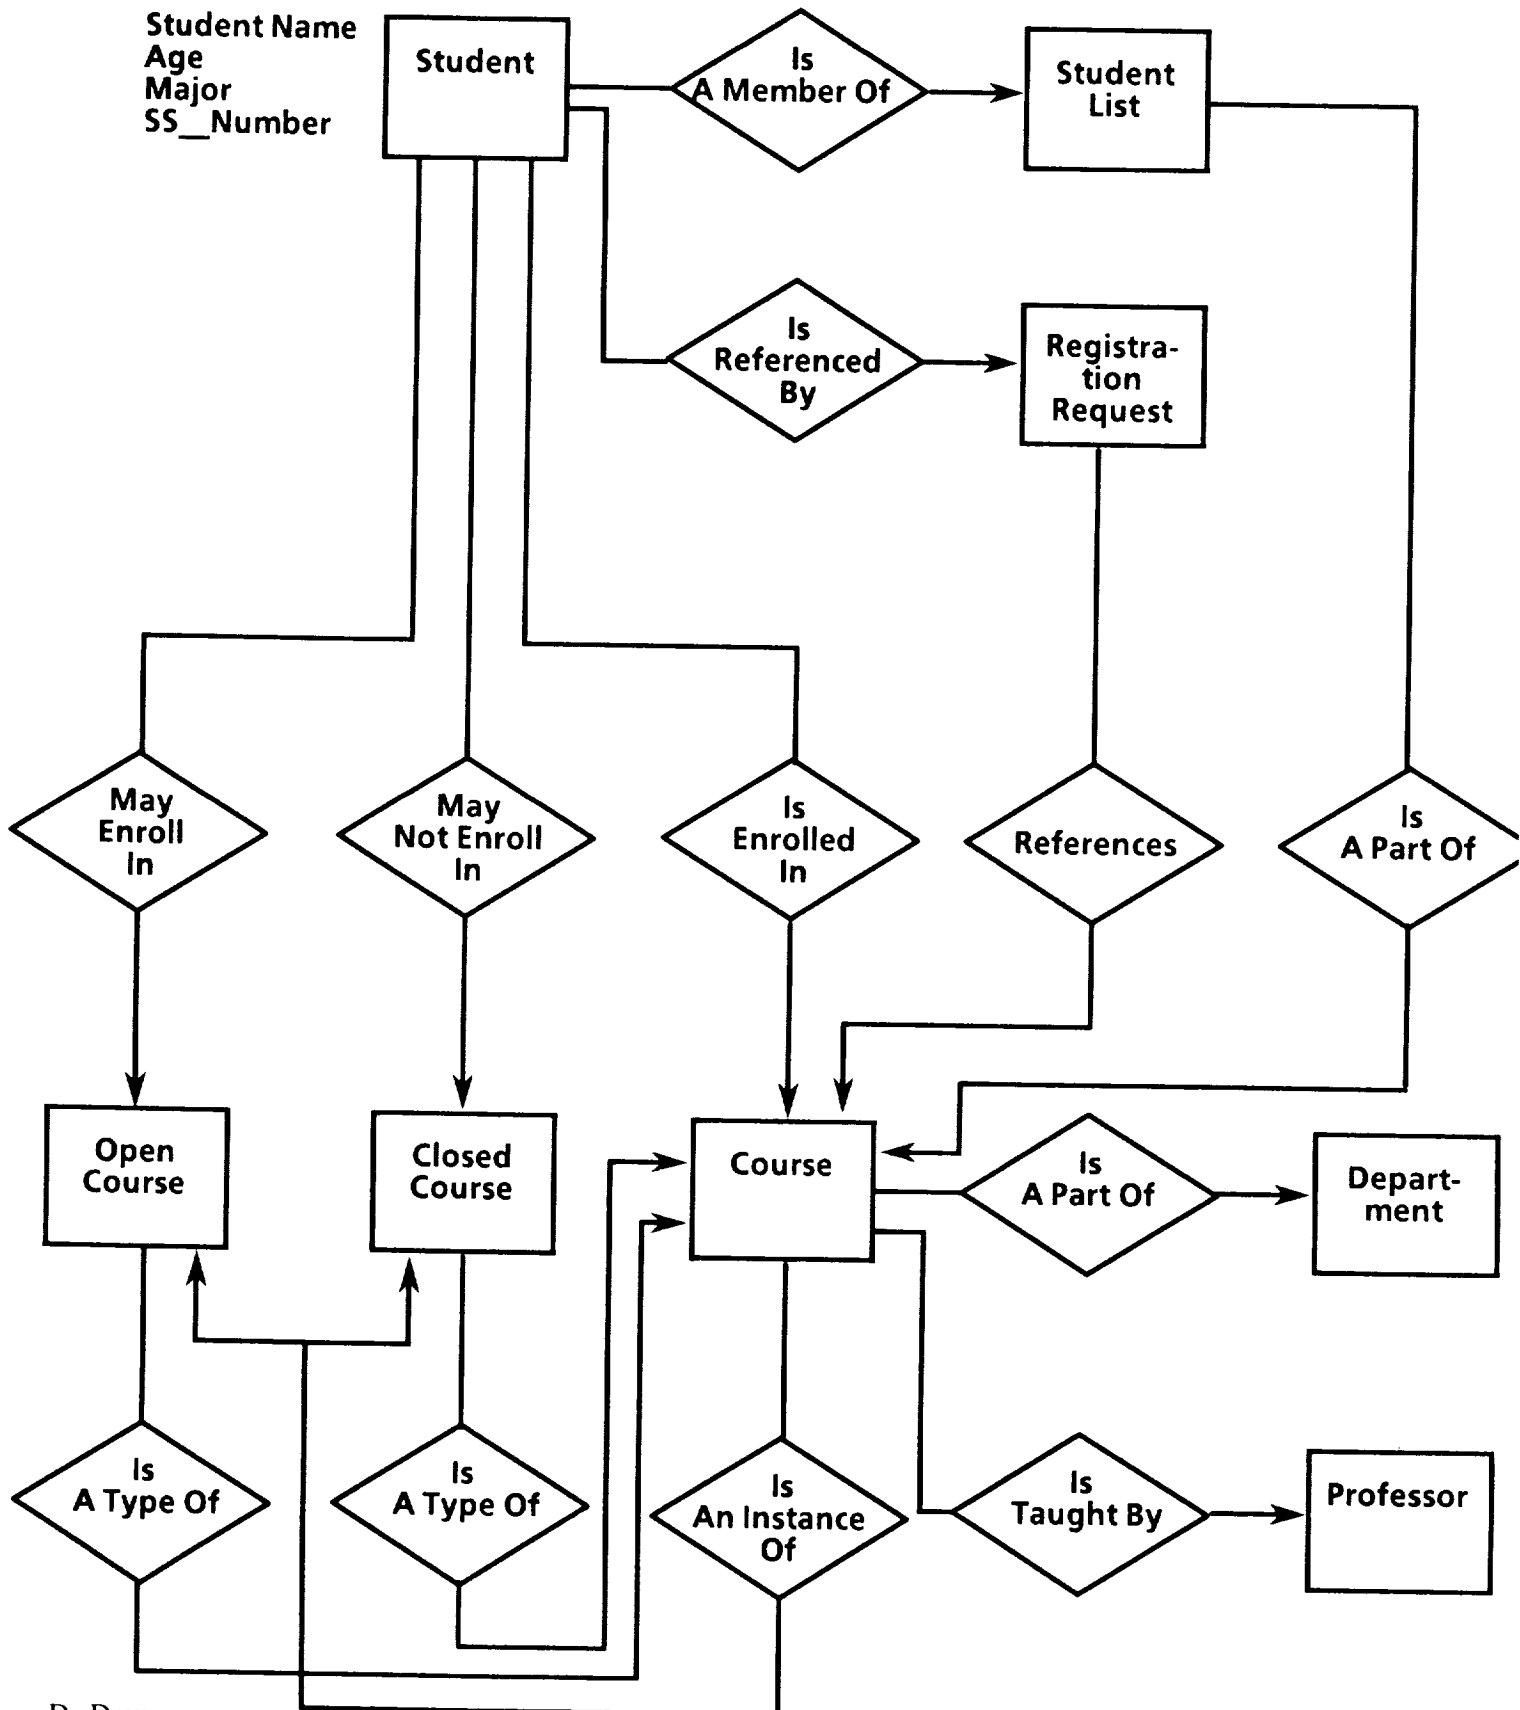 Student Name
Age
Major
SS__Number
Student
Is
A Member Of
Student
List
Is
Referenced
By
Registra-
tion
Request
May
Enroll
In
May
Not Enroll
In
Is
Enrolled
In
References
Is
A Part Of
Open
Course
Closed
Course
Course
Is
A Part Of
Depart-
ment
Is
A Type Of
Is
A Type Of
Is
An Instance
Of
Is
Taught By
Professor